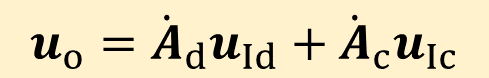 𝒖ₒ = Ȧ_d 𝒖_Id + Ȧ_c 𝒖_Ic